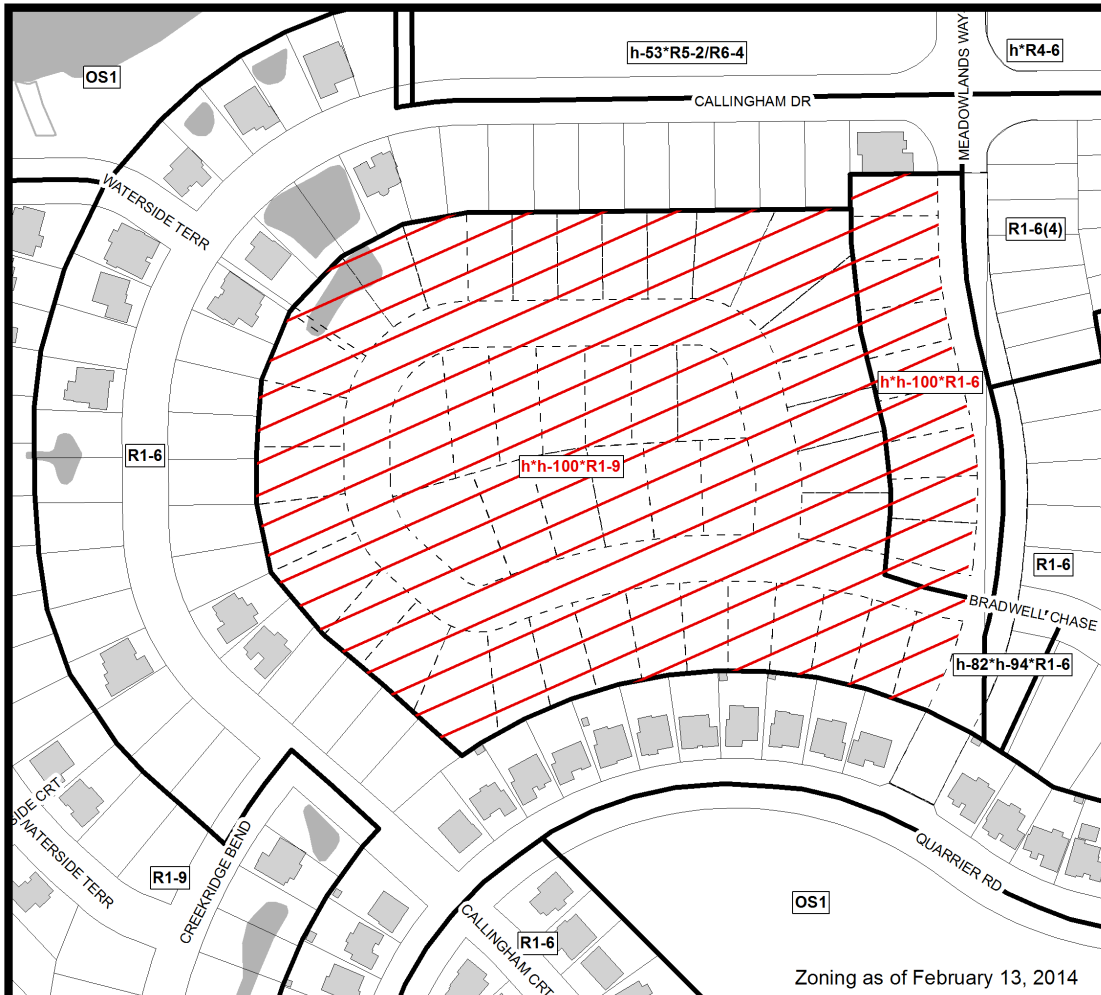 h-53*R5-2/R6-4
h*R4-6
OS1
MEADOWLANDS WAY
CALLINGHAM DR
WATERSIDE TERR
R1-6(4)
h*h-100*R1-6
R1-6
h*h-100*R1-9
R1-6
BRADWELL CHASE
h-82*h-94*R1-6
SIDE CRT
WATERSIDE TERR
CREEKRIDGE BEND
QUARRIER RD
R1-9
OS1
CALLINGHAM CRT
R1-6
Zoning as of February 13, 2014